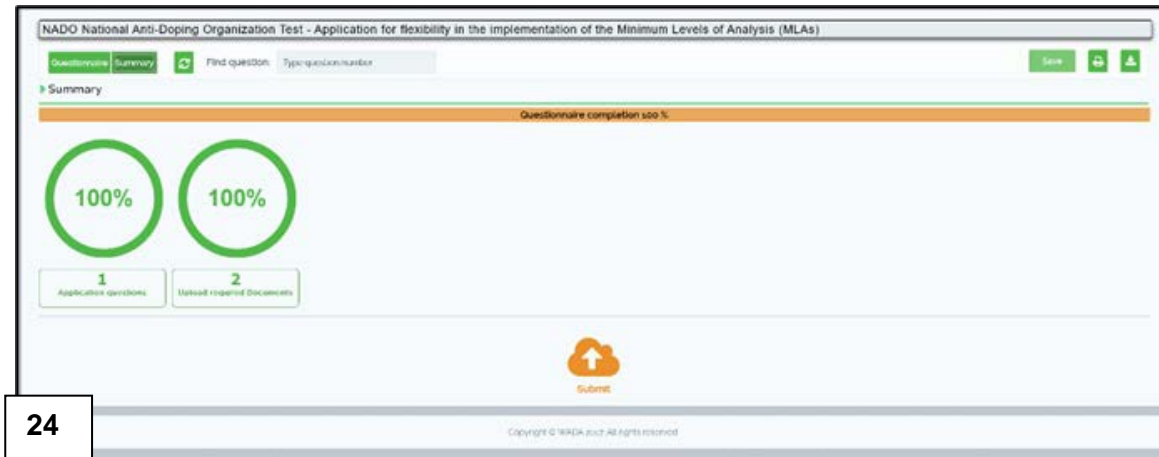 NADO National Anti-Doping Organization Test - Application for flexibility in the implementation of the Minimum Levels of Analysis (MLAs)
Questionnaire Summary Find question: Type question number Save
Summary
Questionnaire completion 100 %
100% 100%
1 2
Application questions Upload required Documents
Submit
24
Copyright © WADA All rights reserved